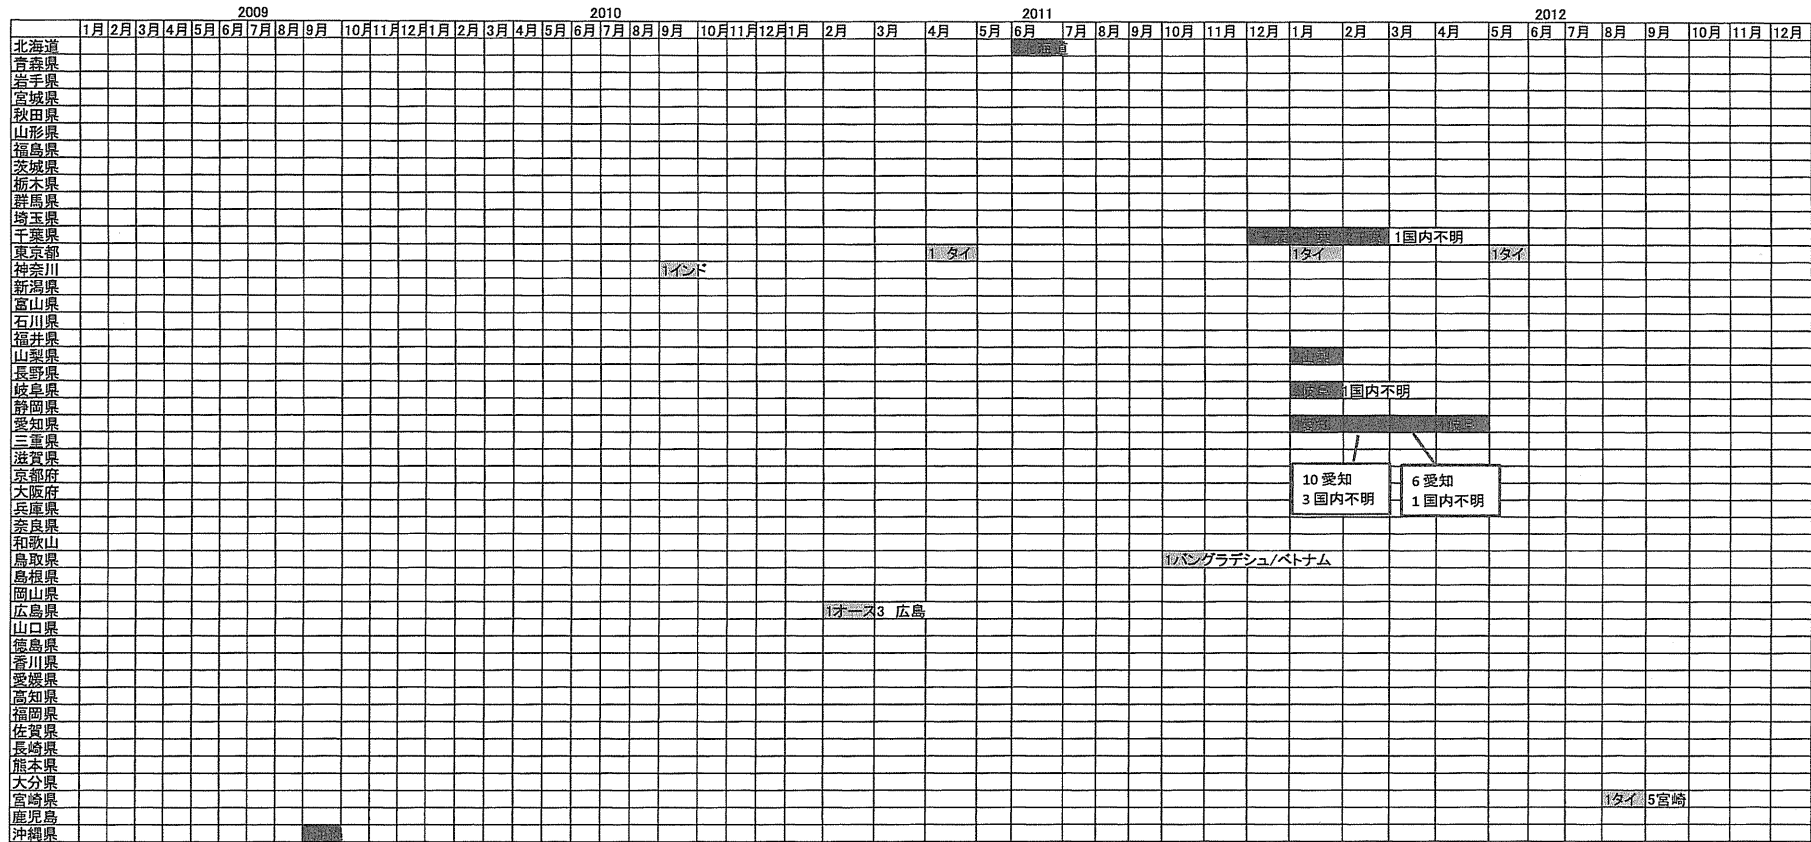 2009 2010 2011 2012
1月 2月 3月 4月 5月 6月 7月 8月 9月 10月 11月 12月 1月 2月 3月 4月 5月 6月 7月 8月 9月 10月 11月 12月 1月 2月 3月 4月 5月 6月 7月 8月 9月 10月 11月 12月 1月 2月 3月 4月 5月 6月 7月 8月 9月 10月 11月 12月
北海道 北海道
青森県
岩手県
宮城県
秋田県
山形県
福島県
茨城県
栃木県
群馬県
埼玉県
千葉県 1国内不明
東京都 1 タイ 1タイ 1タイ
神奈川 1インド
新潟県
富山県
石川県
福井県
山梨県 山梨
長野県
岐阜県 岐阜 1国内不明
静岡県
愛知県 愛知 岐阜
三重県
滋賀県
京都府
大阪府
兵庫県
10 愛知
3 国内不明
6 愛知
1 国内不明
奈良県
和歌山
鳥取県 1バングラデシュ/ベトナム
島根県
岡山県
広島県 1オース 3 広島
山口県
徳島県
香川県
愛媛県
高知県
福岡県
佐賀県
長崎県
熊本県
大分県
宮崎県 1タイ 5宮崎
鹿児島
沖縄県